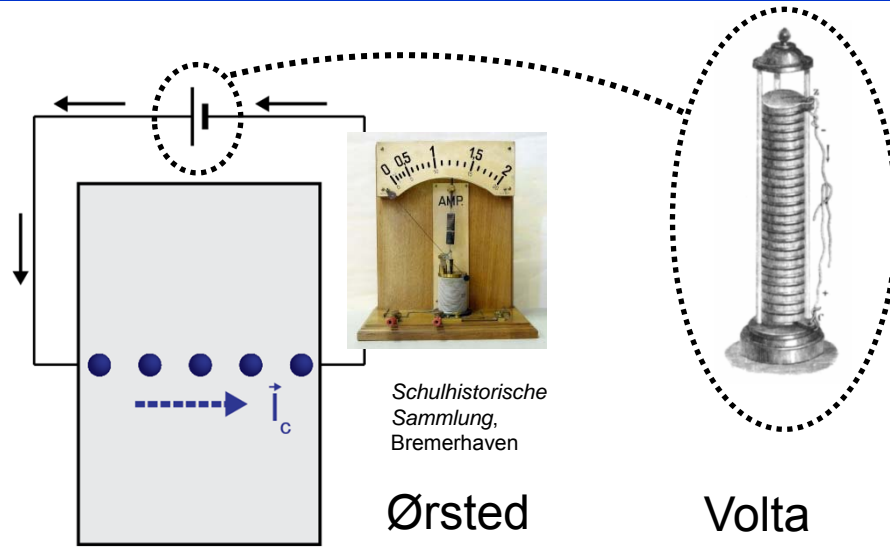 0 0,5 1 1,5 2
AMP.
I
c
Schulhistorische
Sammlung,
Bremerhaven
Ørsted
Volta